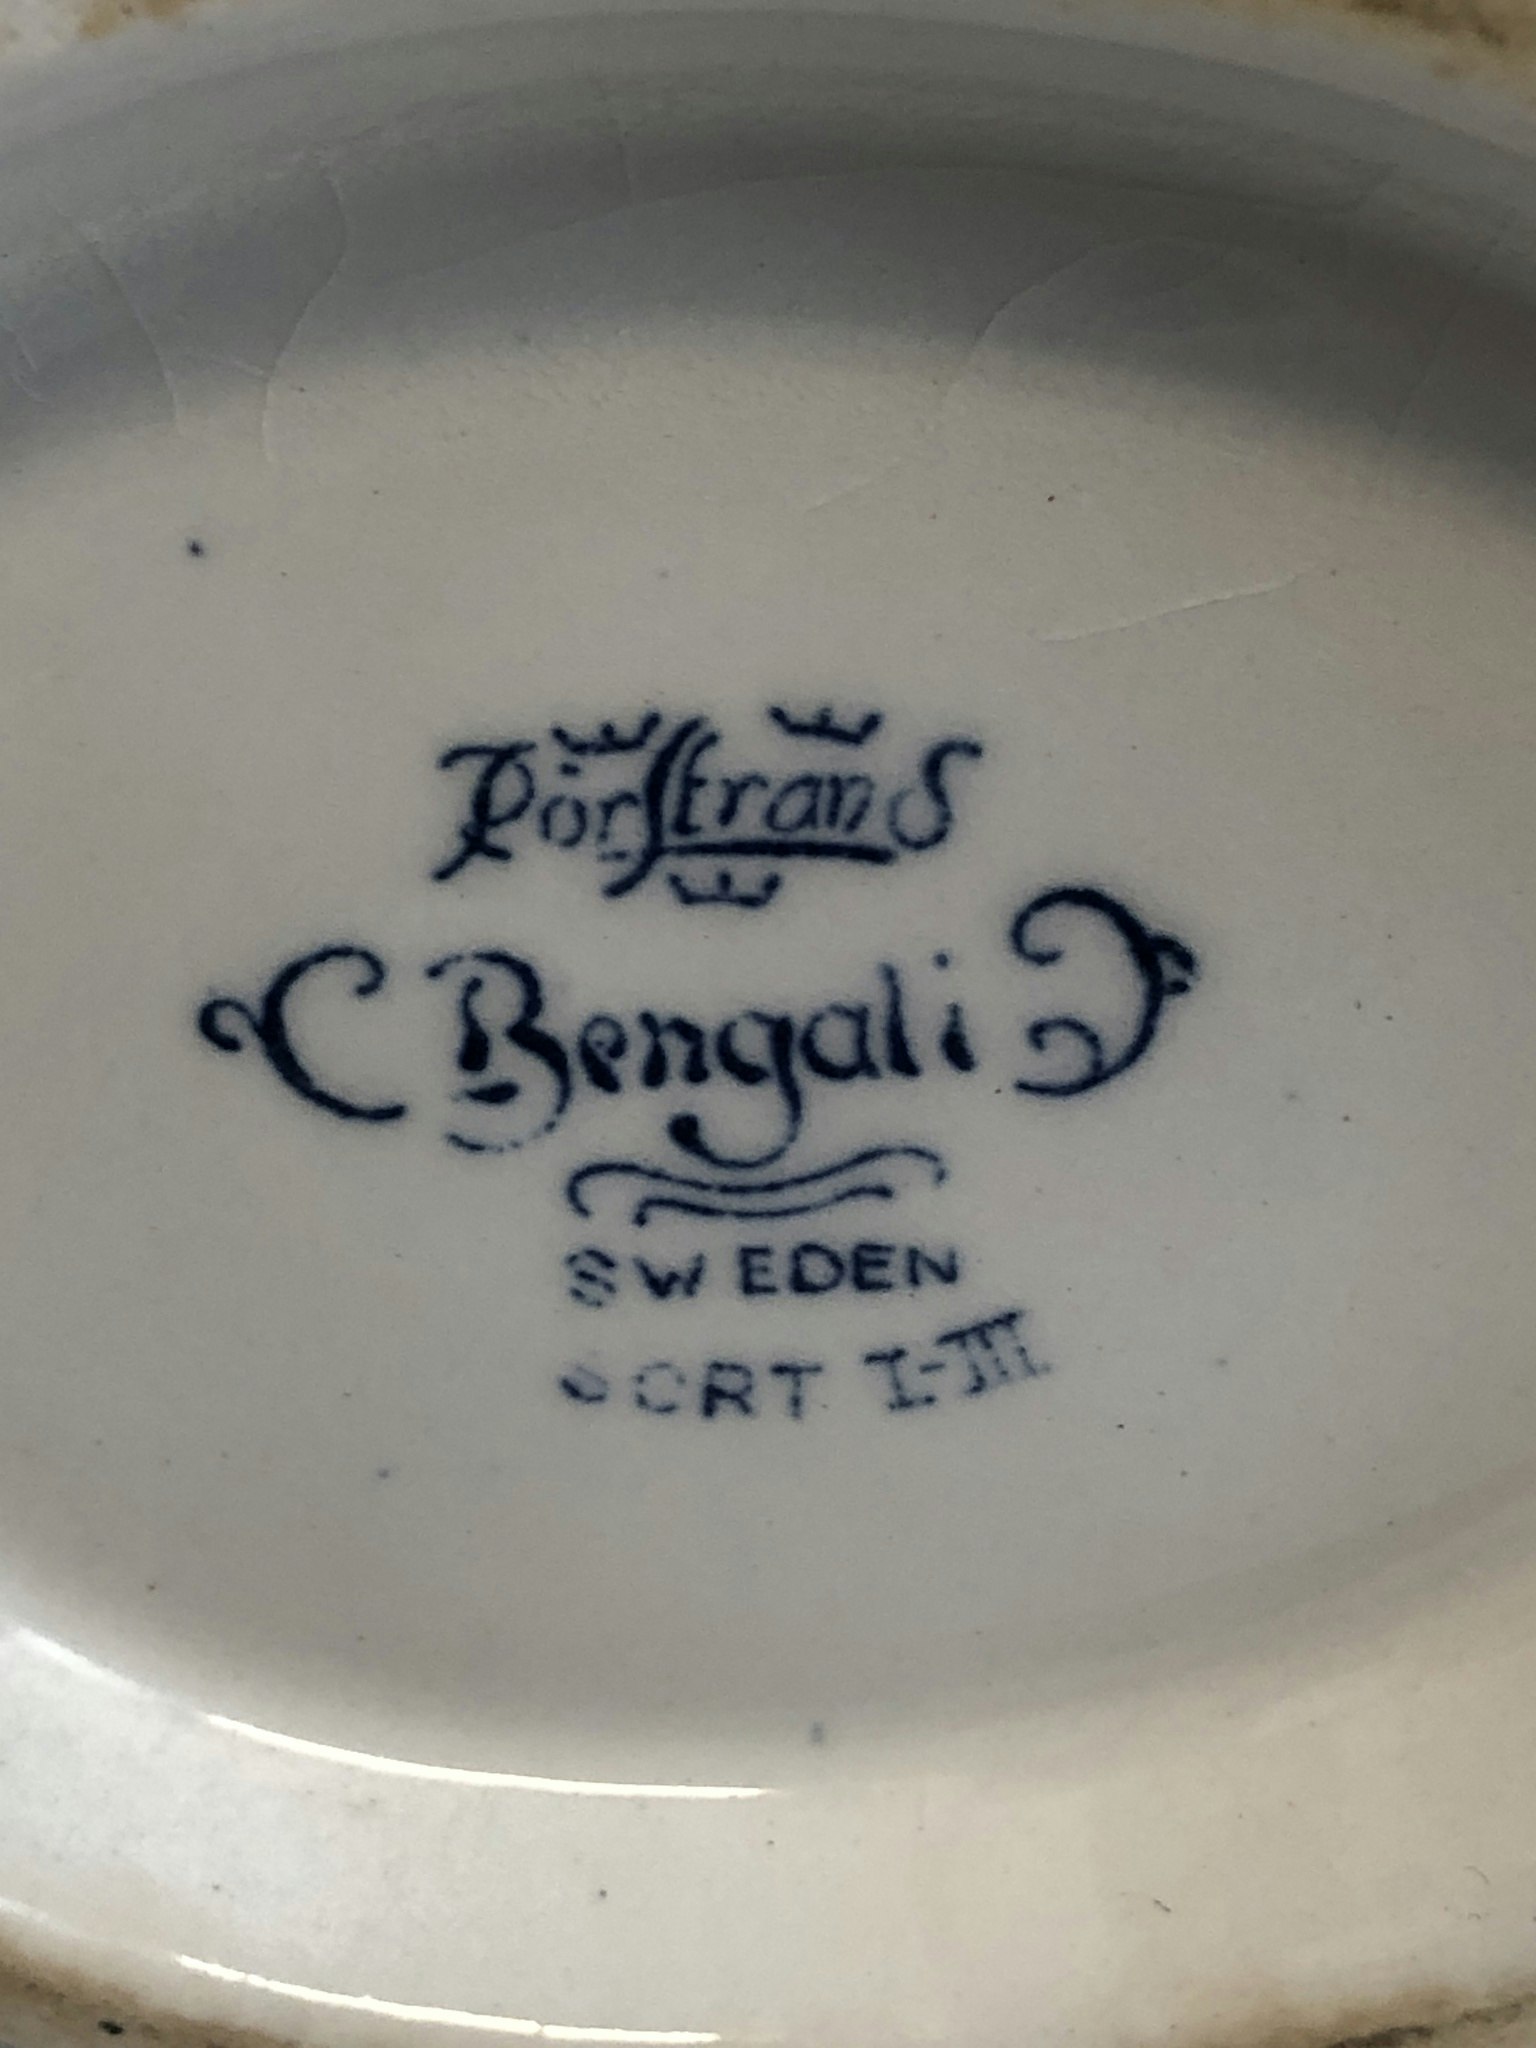 Rörstrand
Bengali
SWEDEN
SORT I-III